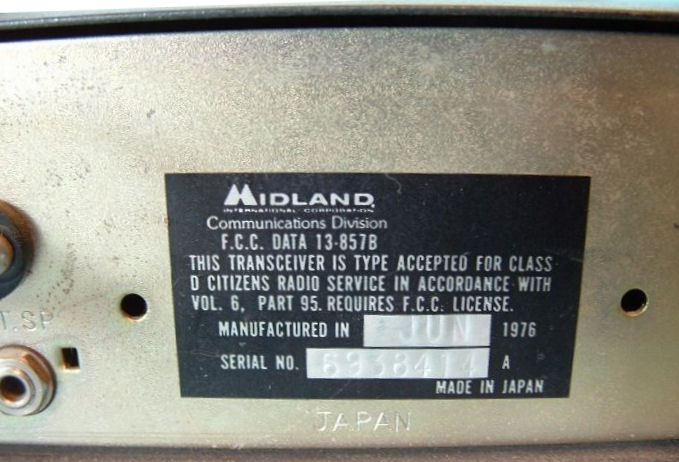 MIDLAND
INTERNATIONAL CORPORATION
Communications Division
F.C.C. DATA 13-857B
THIS TRANSCEIVER IS TYPE ACCEPTED FOR CLASS
D CITIZENS RADIO SERVICE IN ACCORDANCE WITH
VOL. 6, PART 95. REQUIRES F.C.C. LICENSE.
T. SP
MANUFACTURED IN JUN 1976
SERIAL NO. 6938414 A
MADE IN JAPAN
JAPAN